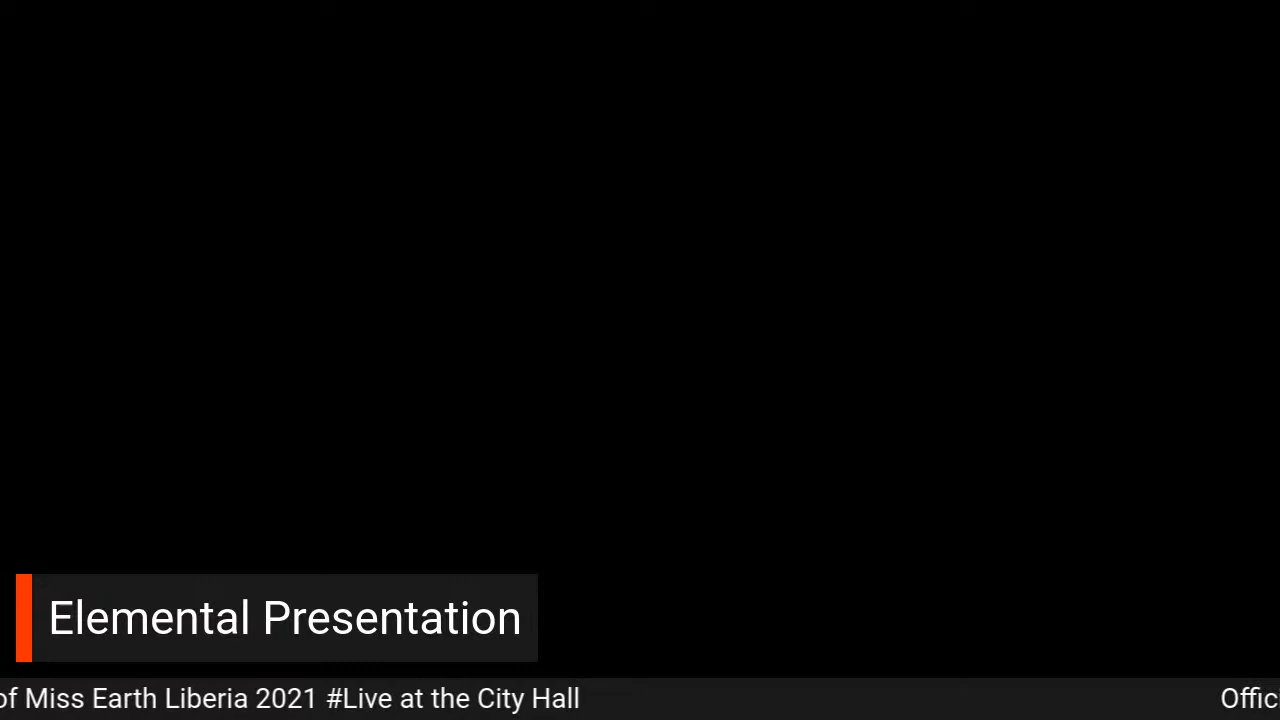 Elemental Presentation
of Miss Earth Liberia 2021 #Live at the City Hall